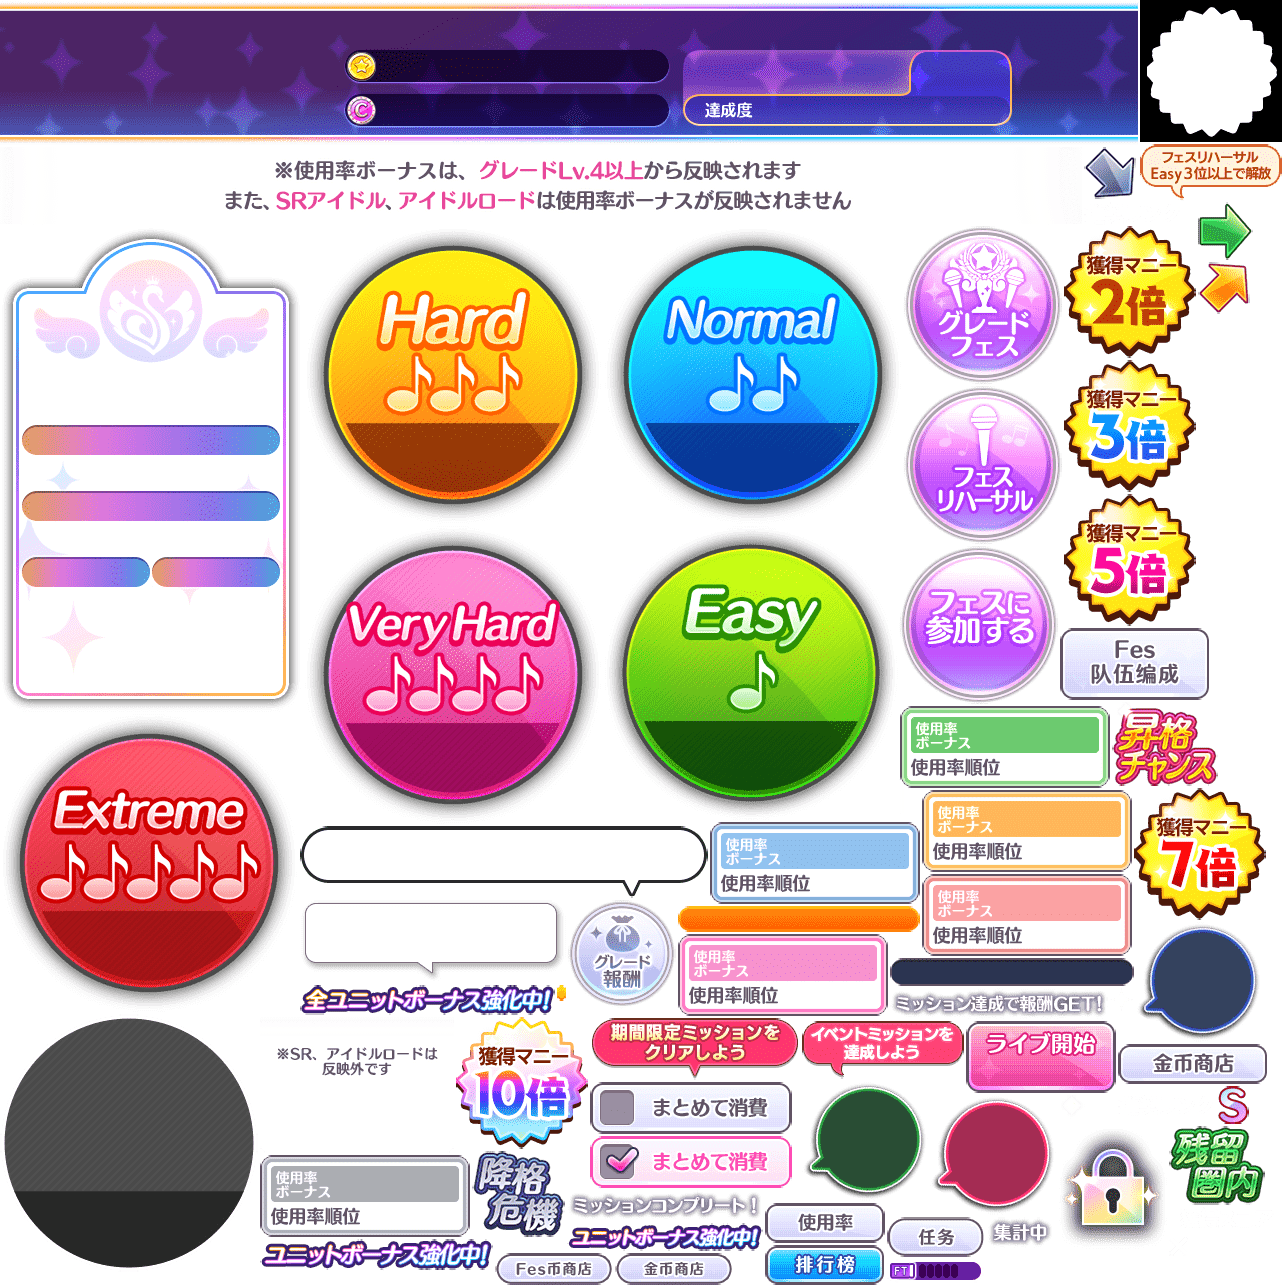 達成度
※使用率ボーナスは、グレードLv.4以上から反映されます
また、SRアイドル、アイドルロードは使用率ボーナスが反映されません
フェスリハーサル
Easy 3位以上で解放
Hard
Normal
グレード
フェス
獲得マニー
2倍
フェス
リハーサル
獲得マニー
3倍
獲得マニー
5倍
Very Hard
Easy
フェスに
参加する
Fes
队伍编成
使用率
ボーナス
使用率順位
昇格
チャンス
Extreme
使用率
ボーナス
使用率順位
使用率
ボーナス
使用率順位
獲得マニー
7倍
使用率
ボーナス
使用率順位
グレード
報酬
使用率
ボーナス
使用率順位
全ユニットボーナス強化中!
ミッション達成で報酬GET!
※SR、アイドルロードは
反映外です
獲得マニー
10倍
期間限定ミッションを
クリアしよう
イベントミッションを
達成しよう
ライブ開始
金币商店
まとめて消費
S
まとめて消費
残留
圏内
使用率
ボーナス
使用率順位
降格
危機
ミッションコンプリート!
使用率
任务
集計中
ユニットボーナス強化中!
ユニットボーナス強化中!
排行榜
Fes币商店
金币商店
FT
C